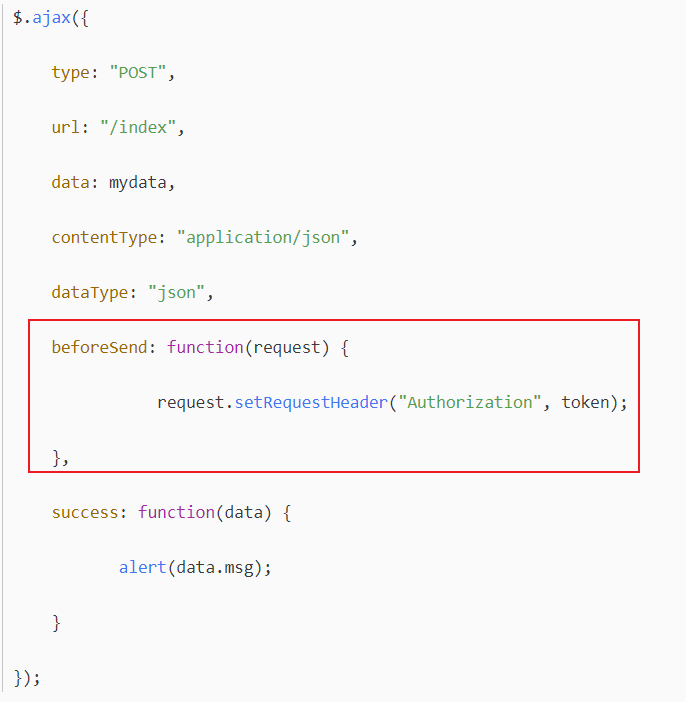 $.ajax({
type: "POST",
url: "/index",
data: mydata,
contentType: "application/json",
dataType: "json",
beforeSend: function(request) {
request.setRequestHeader("Authorization", token);
},
success: function(data) {
alert(data.msg);
}
});